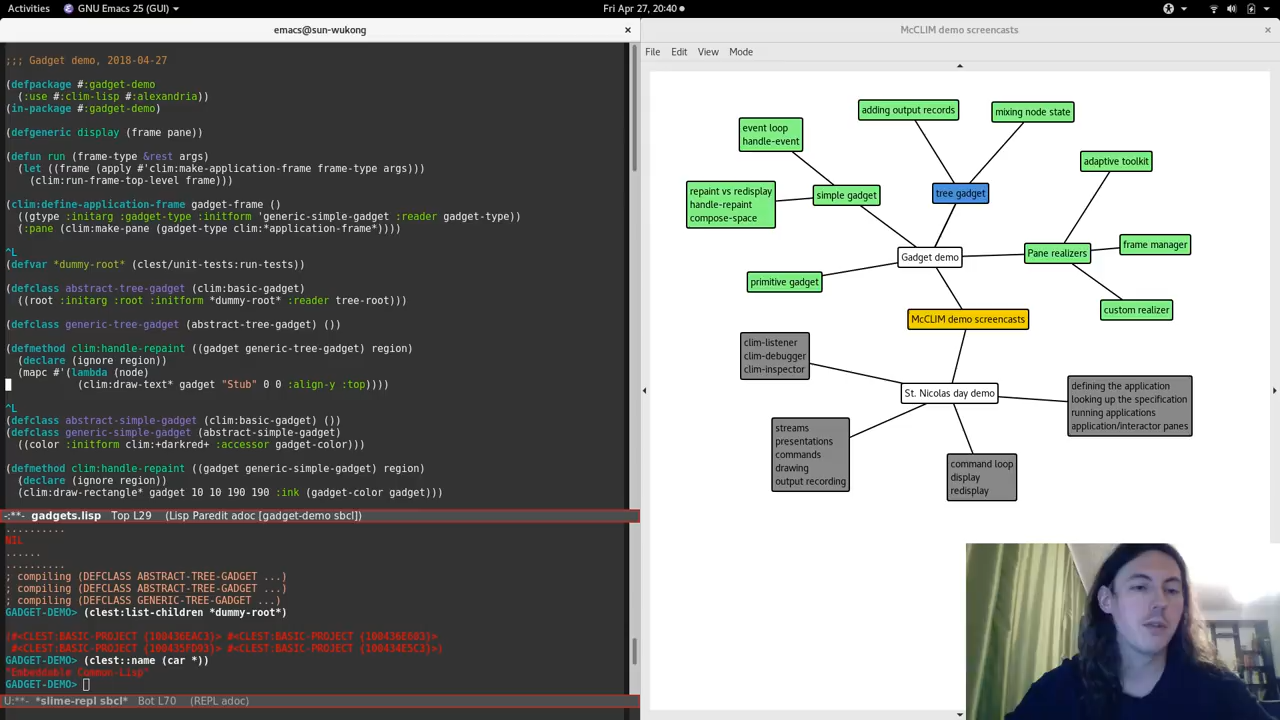 Activities
GNU Emacs 25 (GUI)
Fri Apr 27, 20:40
emacs@sun-wukong
×
;;; Gadget demo, 2018-04-27
(defpackage #:gadget-demo
(:use #:clim-lisp #:alexandria))
(in-package #:gadget-demo)
(defgeneric display (frame pane))
(defun run (frame-type &rest args)
(let ((frame (apply #'clim:make-application-frame frame-type args)))
(clim:run-frame-top-level frame)))
(clim:define-application-frame gadget-frame ()
((gtype :initarg :gadget-type :initform 'generic-simple-gadget :reader gadget-type))
(:pane (clim:make-pane (gadget-type clim:*application-frame*))))
^L
(defvar *dummy-root* (clest/unit-tests:run-tests))
(defclass abstract-tree-gadget (clim:basic-gadget)
((root :initarg :root :initform *dummy-root* :reader tree-root)))
(defclass generic-tree-gadget (abstract-tree-gadget) ())
(defmethod clim:handle-repaint ((gadget generic-tree-gadget) region)
(declare (ignore region))
(mapc #'(lambda (node)
(clim:draw-text* gadget "Stub" 0 0 :align-y :top))))
^L
(defclass abstract-simple-gadget (clim:basic-gadget) ())
(defclass generic-simple-gadget (abstract-simple-gadget)
((color :initform clim:+darkred+ :accessor gadget-color)))
(defmethod clim:handle-repaint ((gadget generic-simple-gadget) region)
(declare (ignore region))
(clim:draw-rectangle* gadget 10 10 190 190 :ink (gadget-color gadget)))
-:**- gadgets.lisp Top L29 (Lisp Paredit adoc [gadget-demo sbcl])
..........
NIL
......
..........
; compiling (DEFCLASS ABSTRACT-TREE-GADGET ...)
; compiling (DEFCLASS ABSTRACT-TREE-GADGET ...)
; compiling (DEFCLASS GENERIC-TREE-GADGET ...)
GADGET-DEMO> (clest:list-children *dummy-root*)
(#<CLEST:BASIC-PROJECT {100436EAC3}> #<CLEST:BASIC-PROJECT {100436E603}>
#<CLEST:BASIC-PROJECT {100435FD93}> #<CLEST:BASIC-PROJECT {100434E5C3}>)
GADGET-DEMO> (clest::name (car *))
"Embeddable Common-Lisp"
GADGET-DEMO>
U:**- *slime-repl sbcl* Bot L70 (REPL adoc)
McCLIM demo screencasts
×
File Edit View Mode
adding output records
mixing node state
event loop
handle-event
adaptive toolkit
repaint vs redisplay
handle-repaint
compose-space
simple gadget
tree gadget
Gadget demo
Pane realizers
frame manager
primitive gadget
custom realizer
McCLIM demo screencasts
clim-listener
clim-debugger
clim-inspector
St. Nicolas day demo
defining the application
looking up the specification
running applications
application/interactor panes
streams
presentations
commands
drawing
output recording
command loop
display
redisplay